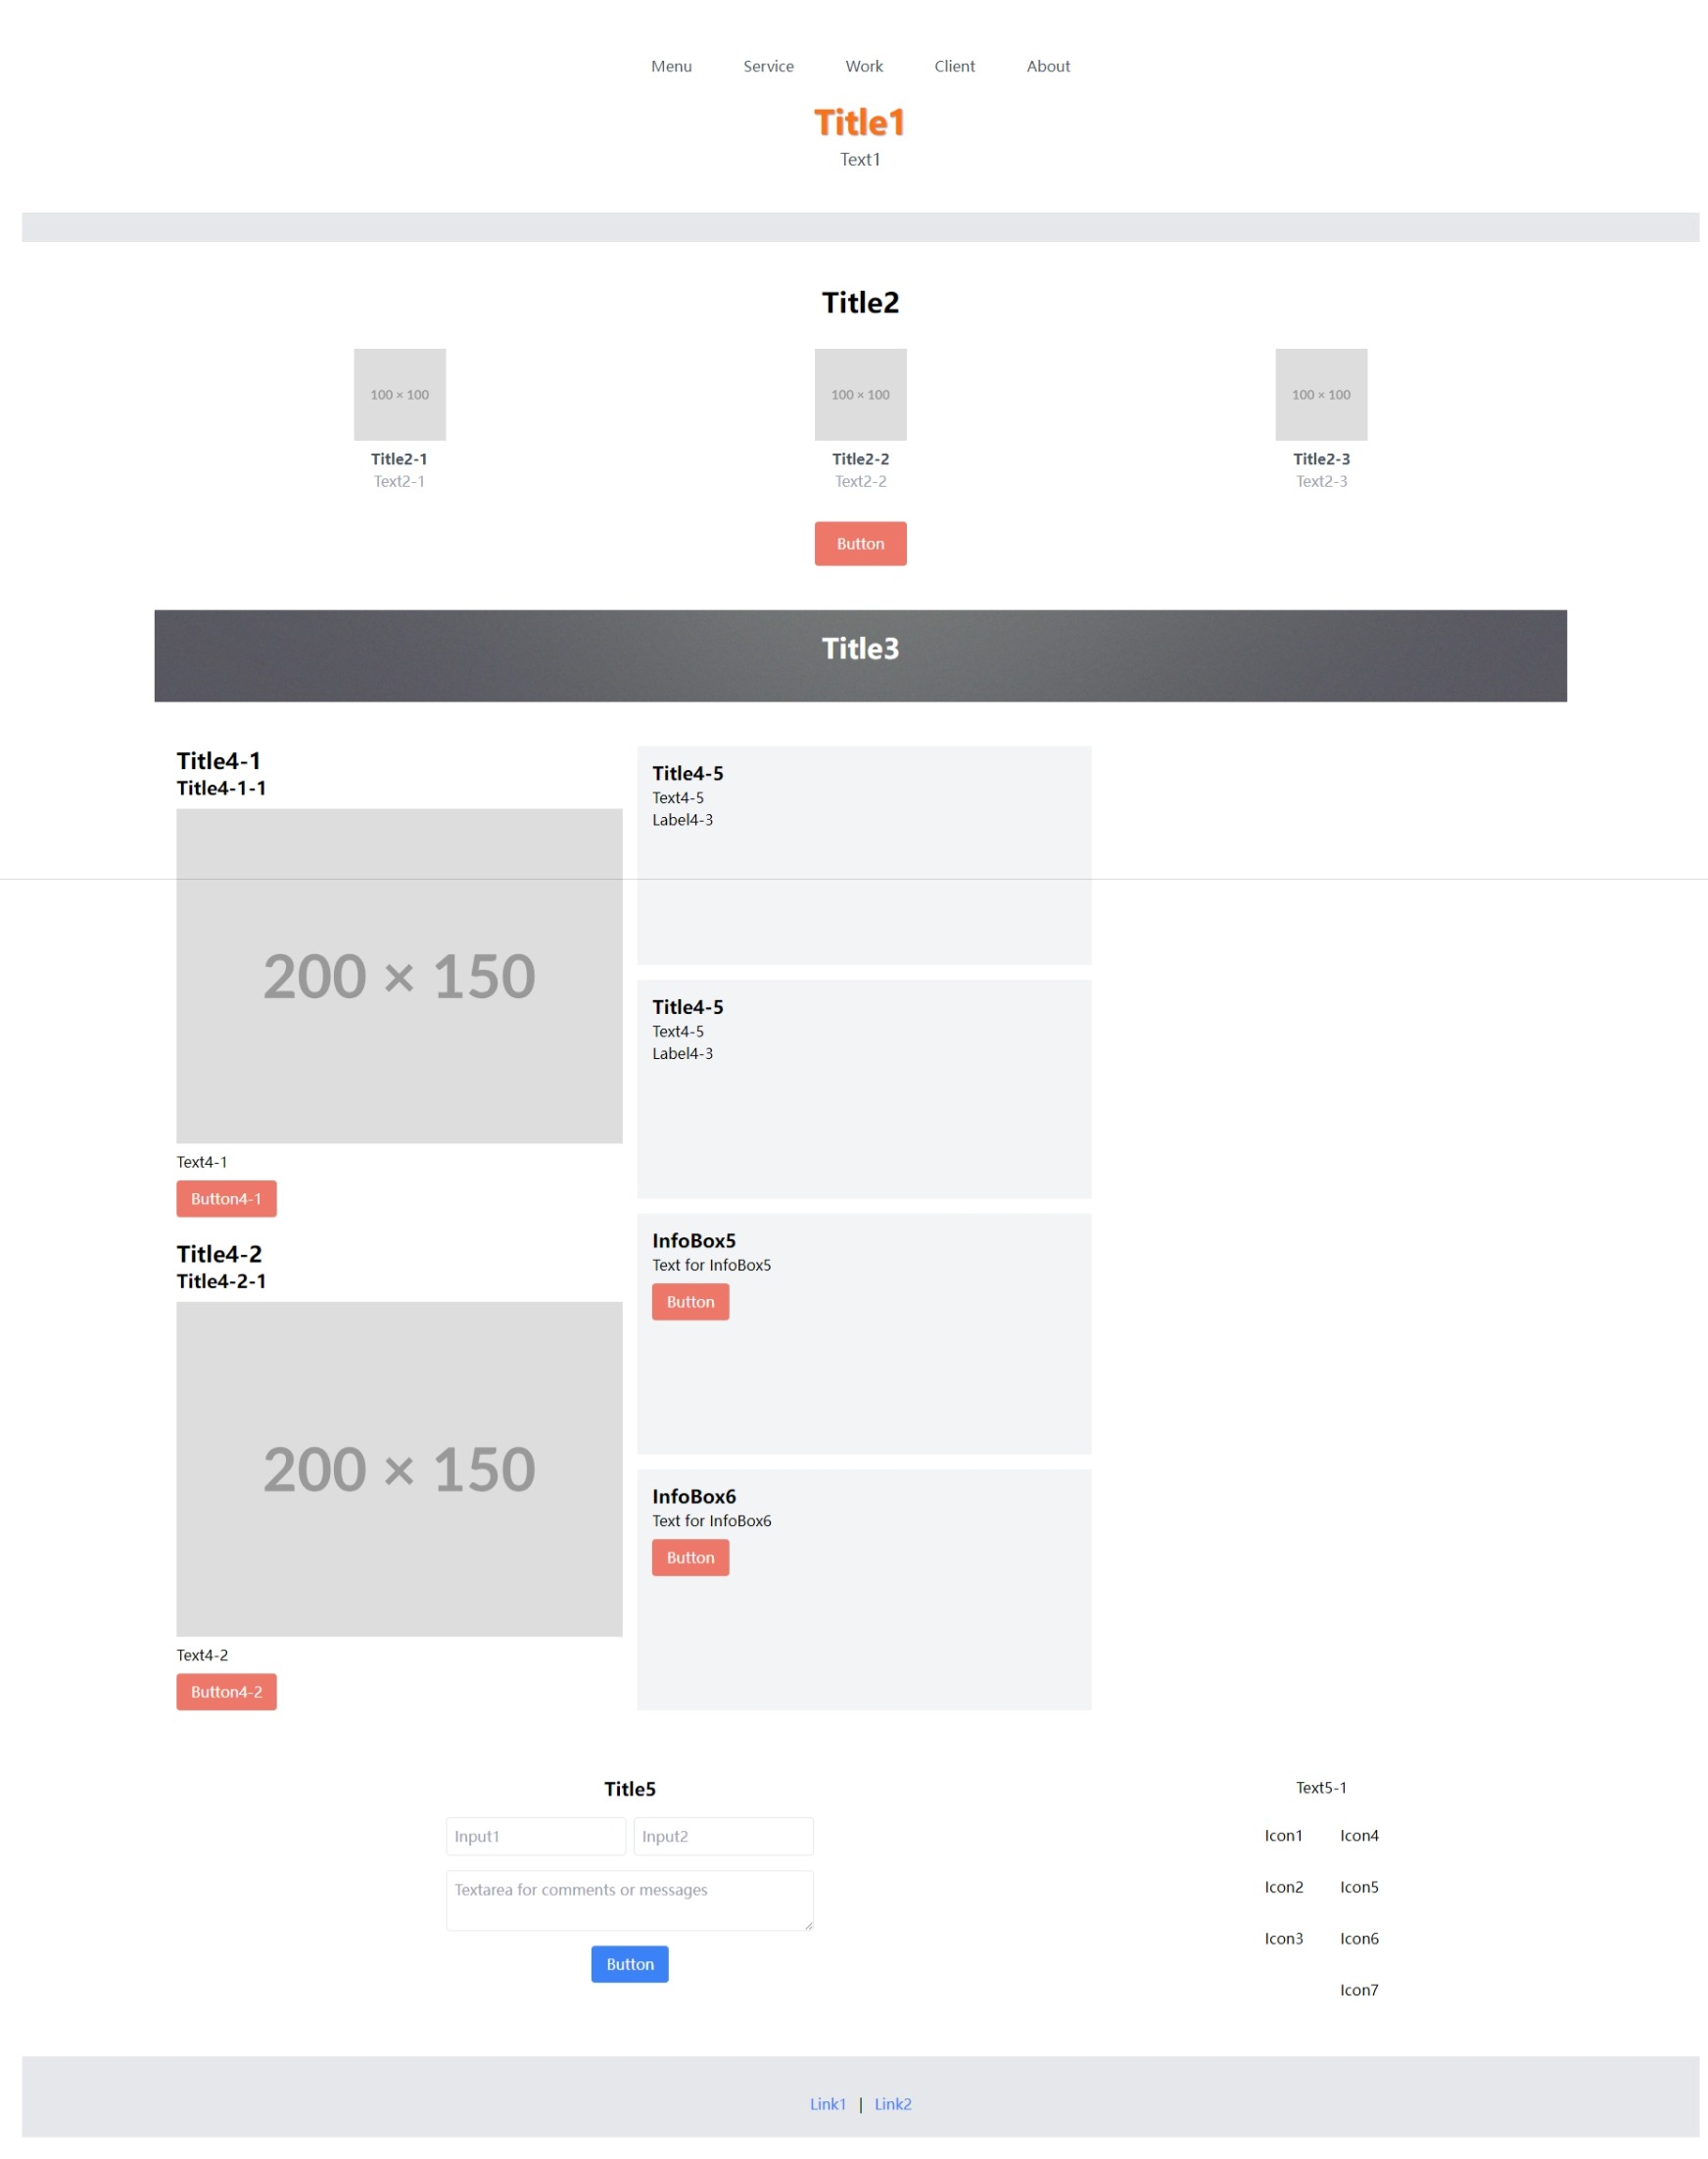 Menu Service Work Client About
Title1
Text1
Title2
100 × 100 100 × 100 100 × 100
Title2-1 Title2-2 Title2-3
Text2-1 Text2-2 Text2-3
Button
Title3
Title4-1
Title4-1-1
200 × 150
Text4-1
Button4-1
Title4-2
Title4-2-1
200 × 150
Text4-2
Button4-2
Title4-5
Text4-5
Label4-3
Title4-5
Text4-5
Label4-3
InfoBox5
Text for InfoBox5
Button
InfoBox6
Text for InfoBox6
Button
Title5
Input1 Input2
Textarea for comments or messages
Button
Text5-1
Icon1 Icon4
Icon2 Icon5
Icon3 Icon6
Icon7
Link1 | Link2